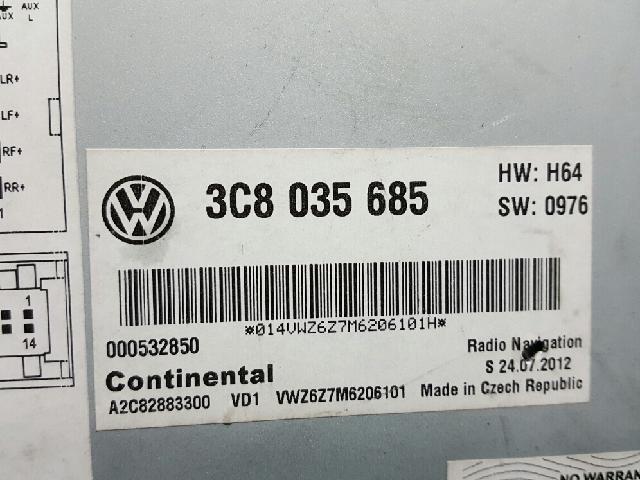 AUX
AUX L
LR+
LF+
RF+
RR+
1
14
VW
3C8 035 685
HW: H64
SW: 0976
*014VWZ6Z7M6206101H*
000532850
Radio Navigation
Continental
S 24.07.2012
A2C82883300 VD1 VWZ6Z7M6206101 Made in Czech Republic
NO WARRAN